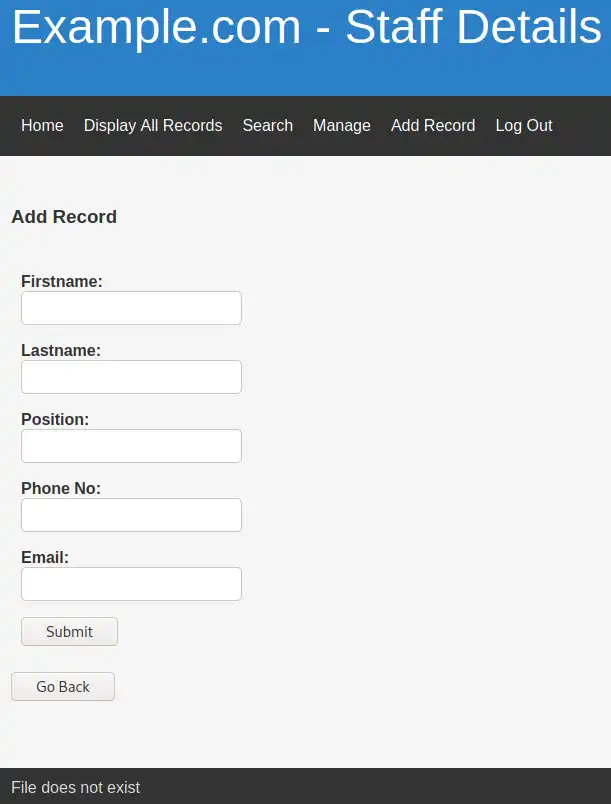 Example.com - Staff Details
Home Display All Records Search Manage Add Record Log Out
Add Record
Firstname:
Lastname:
Position:
Phone No:
Email:
Submit
Go Back
File does not exist